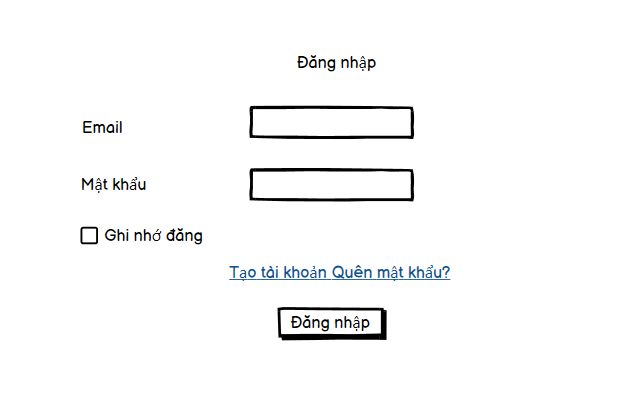 Đăng nhập
Email
Mật khẩu
Ghi nhớ đăng
Tạo tài khoản Quên mật khẩu?
Đăng nhập